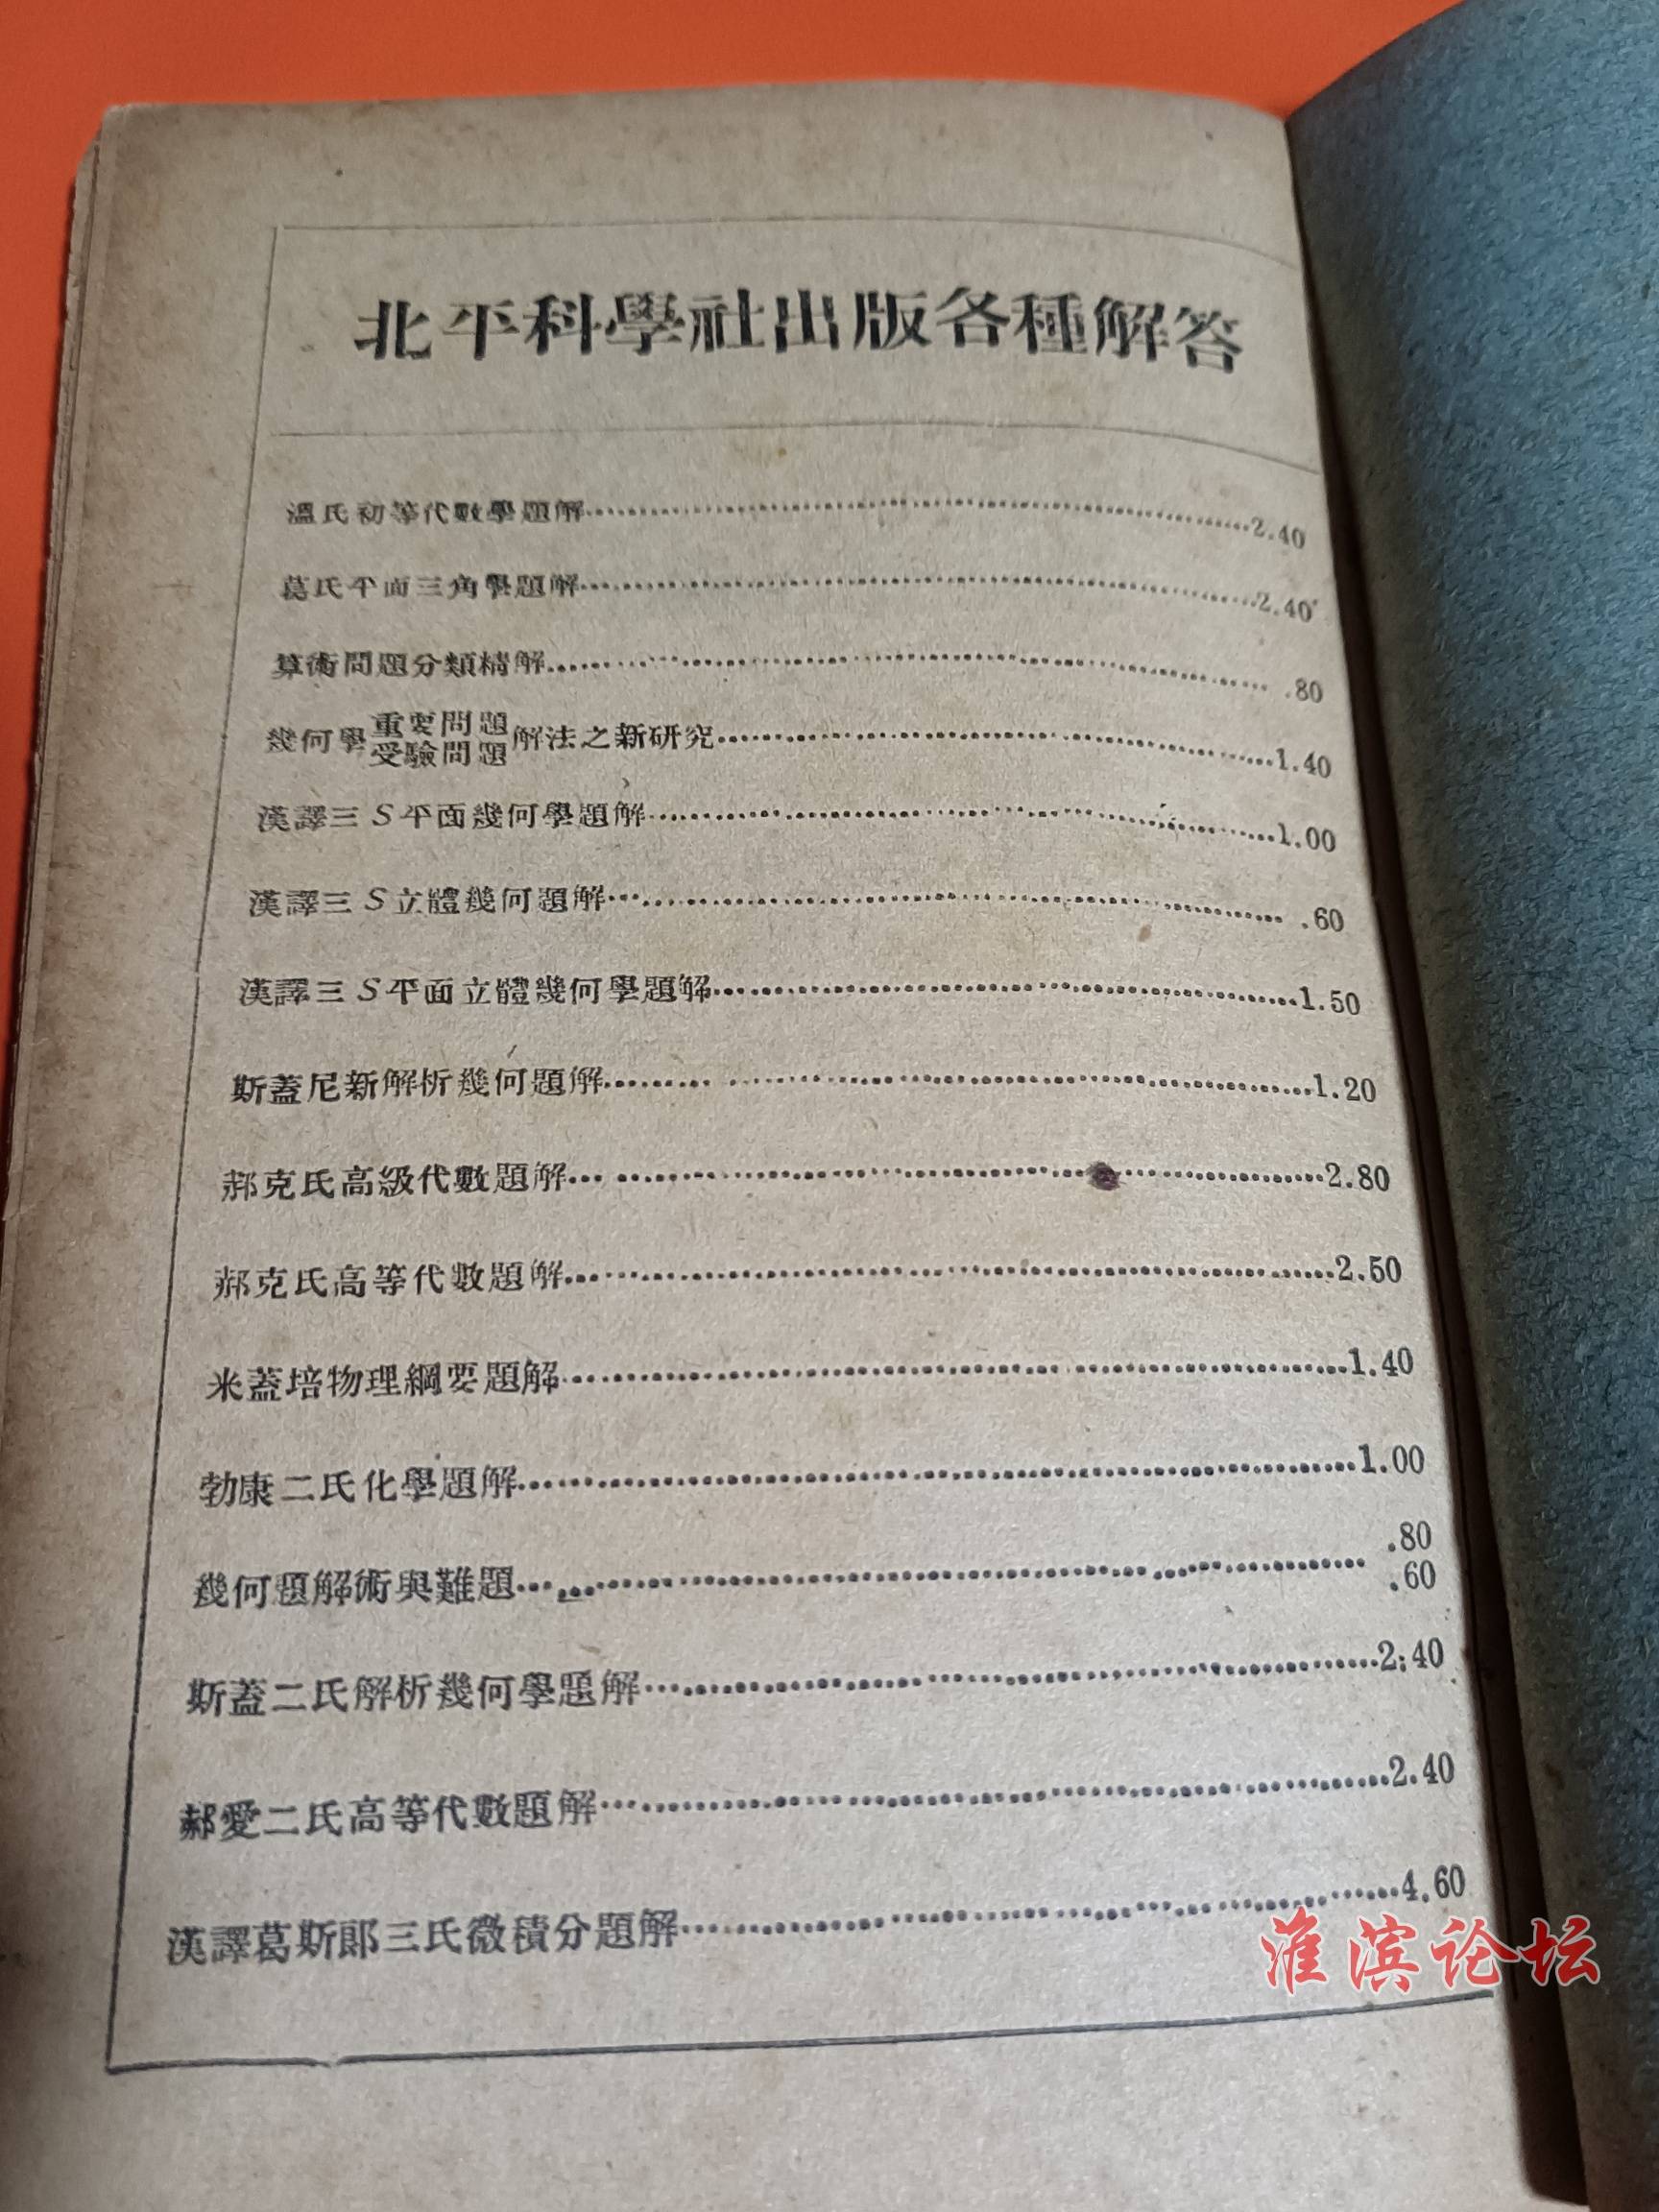 北平科學社出版各種解答
溫氏初等代數學題解……2.40
葛氏平面三角學題解……2.40
算術問題分類精解…….80
幾何學重要問題受驗問題解法之新研究……1.40
漢譯三S平面幾何學題解……1.00
漢譯三S立體幾何題解…….60
漢譯三S平面立體幾何學題解……1.50
斯蓋尼新解析幾何題解……1.20
郝克氏高級代數題解……2.80
郝克氏高等代數題解……2.50
米蓋培物理綱要題解……1.40
勃康二氏化學題解……1.00
幾何題解術與難題…….80 .60
斯蓋二氏解析幾何學題解……2.40
郝愛二氏高等代數題解……2.40
漢譯葛斯郎三氏微積分題解……4.60
淮滨论坛